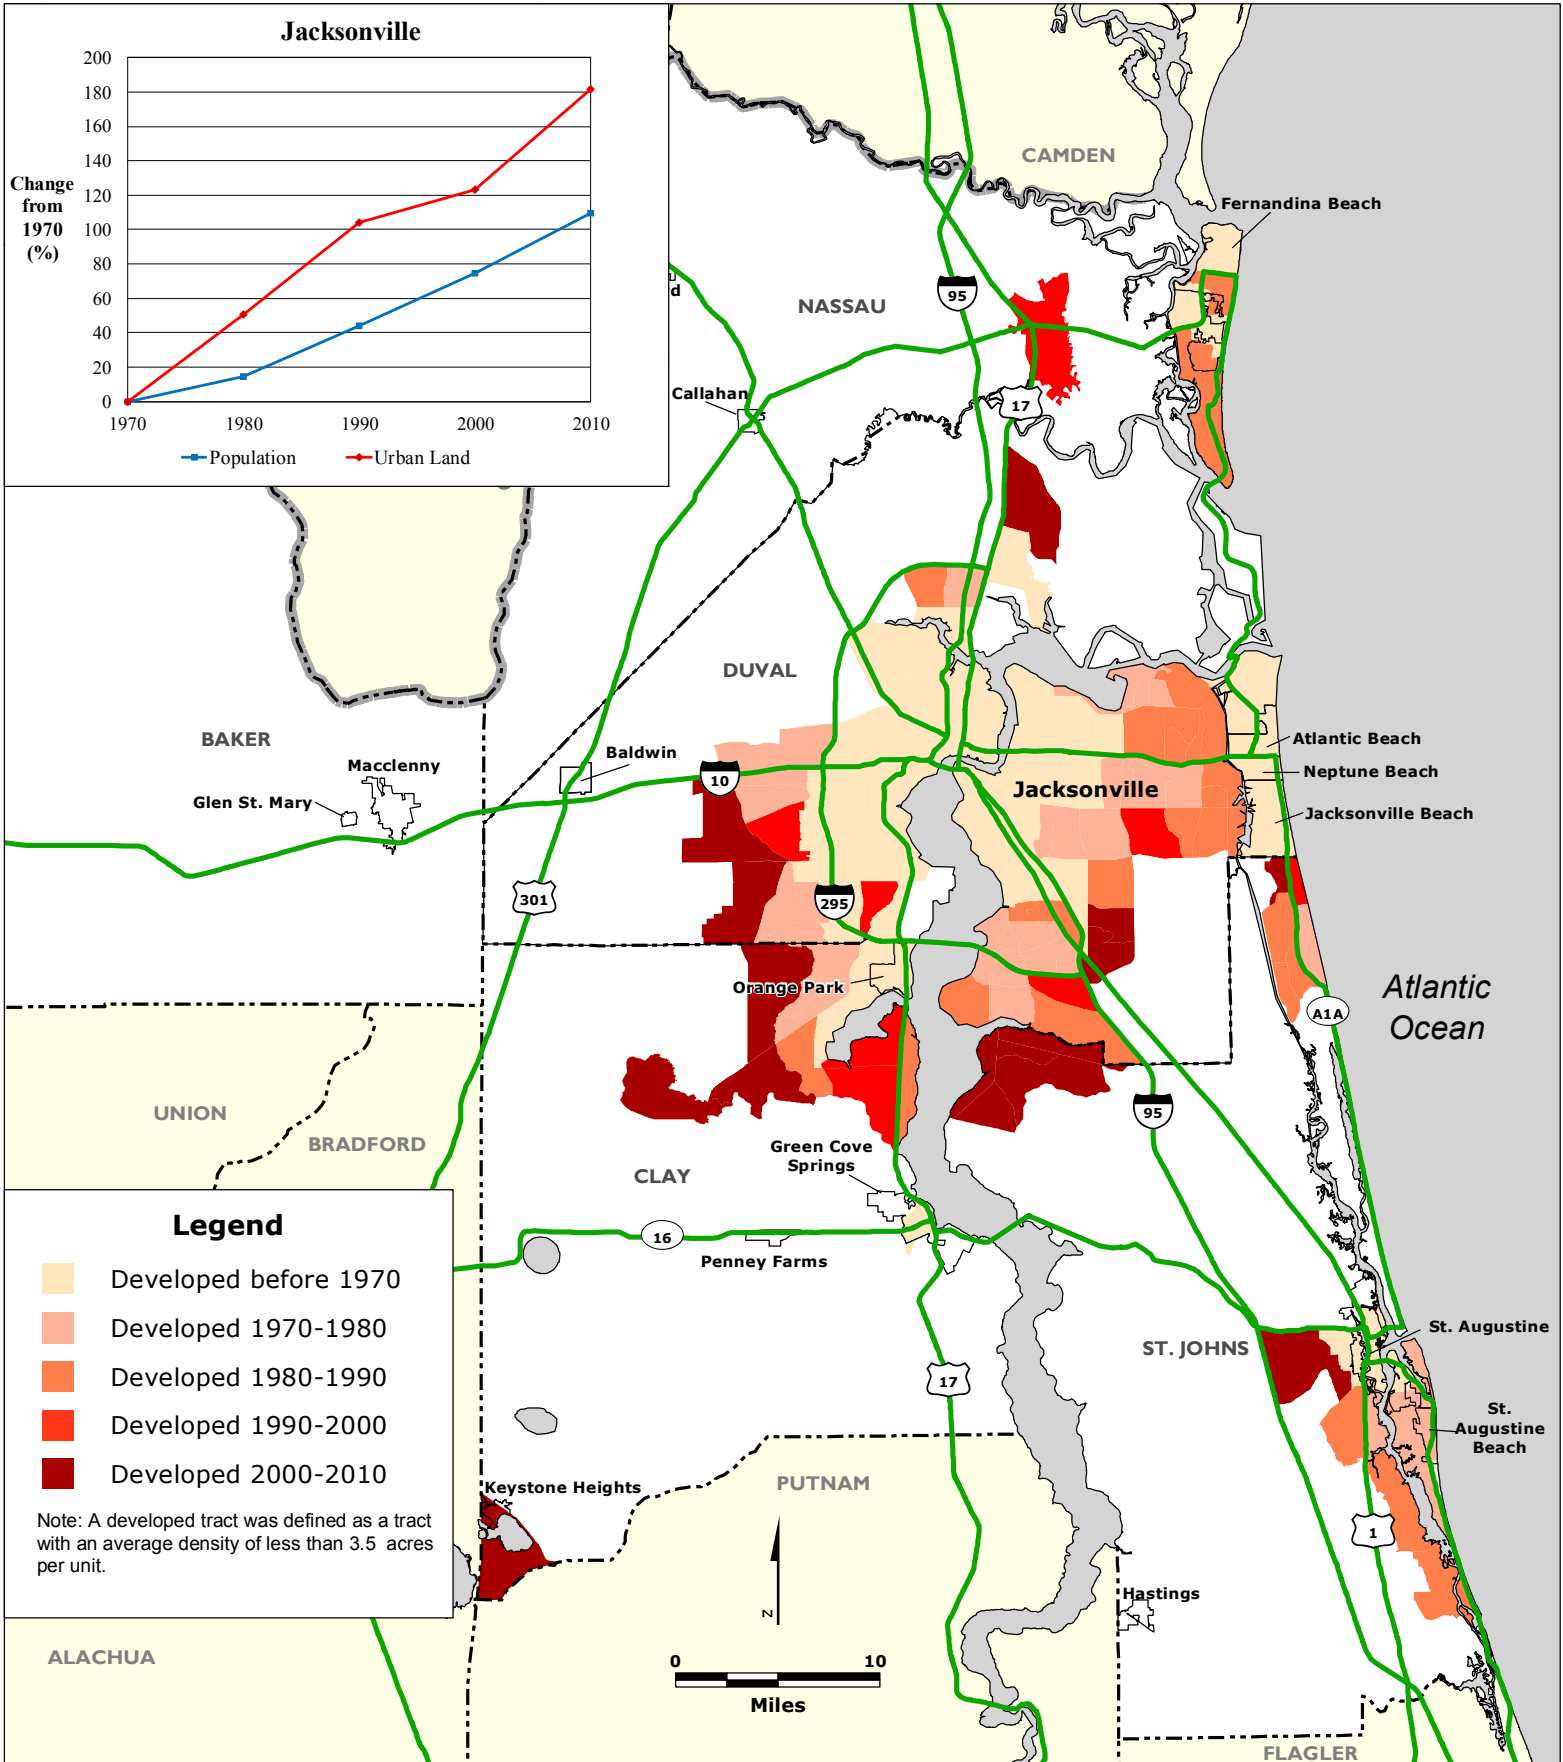 Jacksonville
200
180
160
140
120
100
80
60
40
20
0
Change
from
1970
(%)
1970 1980 1990 2000 2010
Population Urban Land
CAMDEN
Fernandina Beach
95
NASSAU
d
Callahan
17
DUVAL
BAKER
Baldwin
Macclenny
Glen St. Mary
10
Atlantic Beach
Neptune Beach
Jacksonville
Jacksonville Beach
301
295
Orange Park
Atlantic
Ocean
A1A
UNION
BRADFORD
95
Green Cove
Springs
CLAY
16
Penney Farms
Legend
Developed before 1970
Developed 1970-1980
Developed 1980-1990
Developed 1990-2000
Developed 2000-2010
Note: A developed tract was defined as a tract
with an average density of less than 3.5 acres
per unit.
St. Augustine
ST. JOHNS
17
St.
Augustine
Beach
PUTNAM
Keystone Heights
1
Hastings
N
ALACHUA
0 10
Miles
FLAGLER